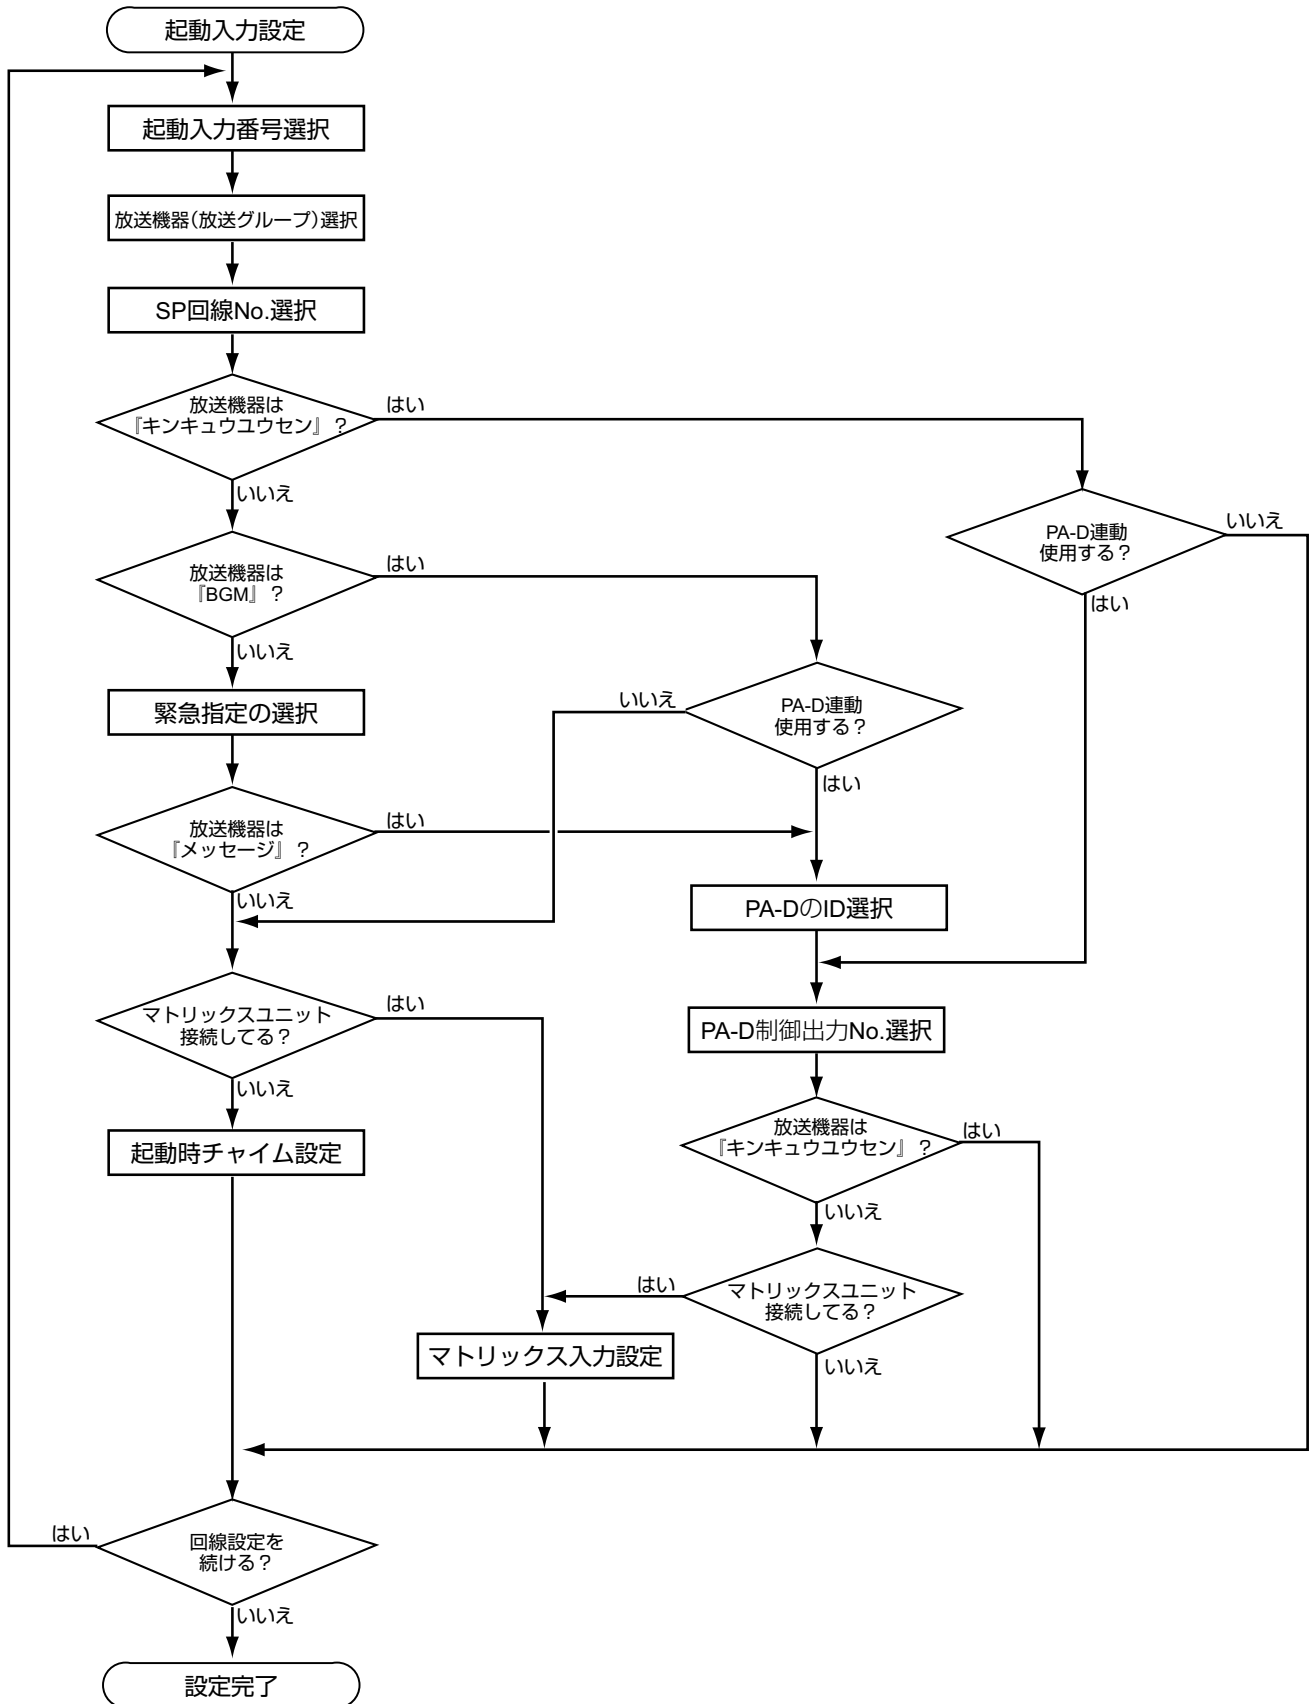 起動入力設定
起動入力番号選択
放送機器(放送グループ)選択
SP回線No.選択
放送機器は
『キンキュウユウセン』？
はい
いいえ
PA-D連動
使用する？
いいえ
はい
放送機器は
『BGM』？
はい
いいえ
緊急指定の選択
いいえ
PA-D連動
使用する？
はい
放送機器は
『メッセージ』？
はい
いいえ
PA-DのID選択
マトリックスユニット
接続してる？
はい
いいえ
PA-D制御出力No.選択
起動時チャイム設定
放送機器は
『キンキュウユウセン』？
はい
いいえ
はい
マトリックスユニット
接続してる？
いいえ
マトリックス入力設定
はい
回線設定を
続ける？
いいえ
設定完了